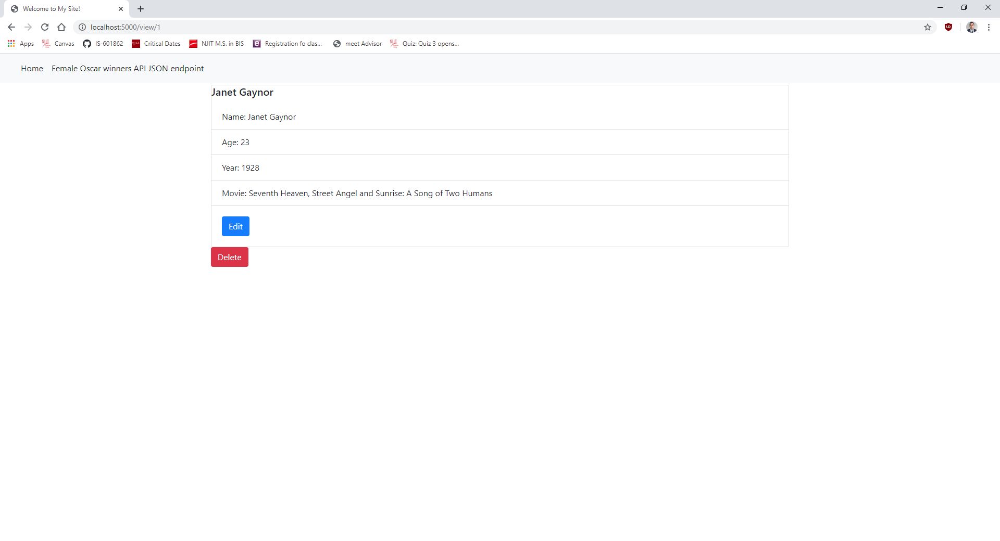 Welcome to My Site!
localhost:5000/view/1
Apps Canvas IS-601862 Critical Dates NJIT M.S. in BIS Registration fo clas... meet Advisor Quiz: Quiz 3 opens...
Home Female Oscar winners API JSON endpoint
Janet Gaynor
Name: Janet Gaynor
Age: 23
Year: 1928
Movie: Seventh Heaven, Street Angel and Sunrise: A Song of Two Humans
Edit
Delete